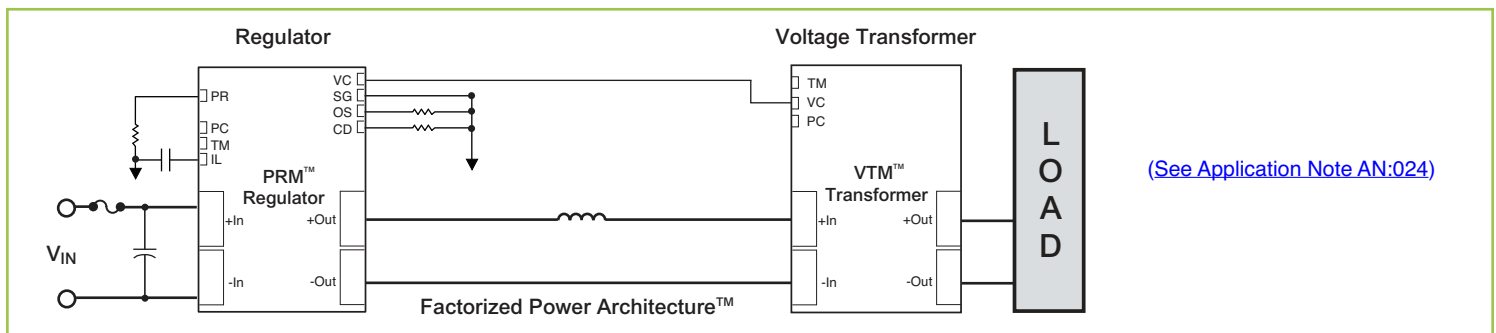 Regulator
Voltage Transformer
VC
SG
OS
CD
PR
PC
TM
IL
PRM™
Regulator
+In
-In
+Out
-Out
VIN
Factorized Power Architecture™
TM
VC
PC
VTM™
Transformer
+In
-In
+Out
-Out
L
O
A
D
(See Application Note AN:024)